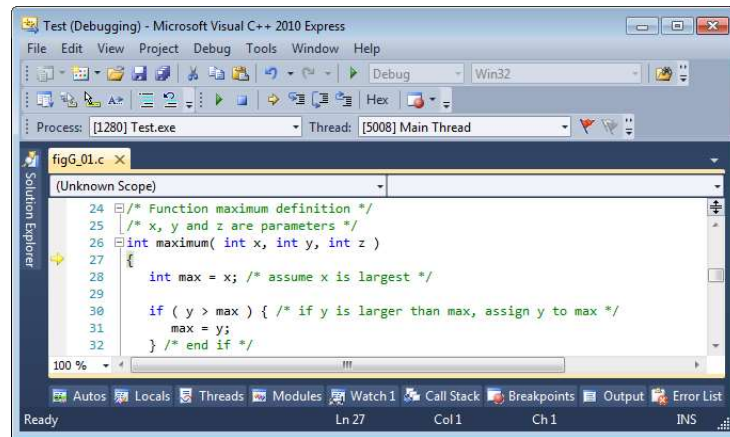 Test (Debugging) - Microsoft Visual C++ 2010 Express
File Edit View Project Debug Tools Window Help
Debug Win32
Hex
Process: [1280] Test.exe Thread: [5008] Main Thread
Solution Explorer
figG_01.c
(Unknown Scope)
24 /* Function maximum definition */
25 /* x, y and z are parameters */
26 int maximum( int x, int y, int z )
27 {
28 int max = x; /* assume x is largest */
29
30 if ( y > max ) { /* if y is larger than max, assign y to max */
31 max = y;
32 } /* end if */
100 %
Autos Locals Threads Modules Watch 1 Call Stack Breakpoints Output Error List
Ready Ln 27 Col 1 Ch 1 INS